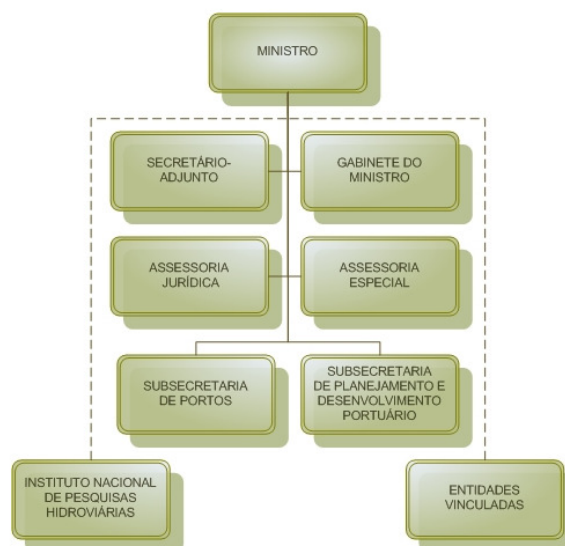 MINISTRO
SECRETÁRIO-
ADJUNTO
GABINETE DO
MINISTRO
ASSESSORIA
JURÍDICA
ASSESSORIA
ESPECIAL
SUBSECRETARIA
DE PORTOS
SUBSECRETARIA
DE PLANEJAMENTO E
DESENVOLVIMENTO
PORTUÁRIO
INSTITUTO NACIONAL
DE PESQUISAS
HIDROVIÁRIAS
ENTIDADES
VINCULADAS